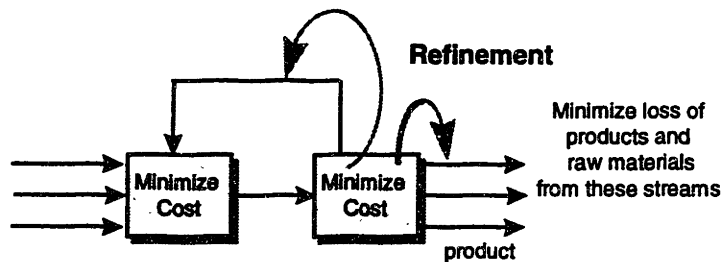 Refinement
Minimize loss of
products and
raw materials
from these streams
Minimize
Cost
Minimize
Cost
product